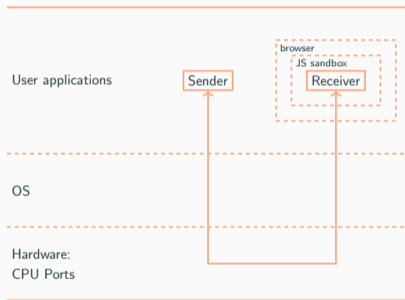 browser
JS sandbox
User applications
Sender
Receiver
OS
Hardware:
CPU Ports